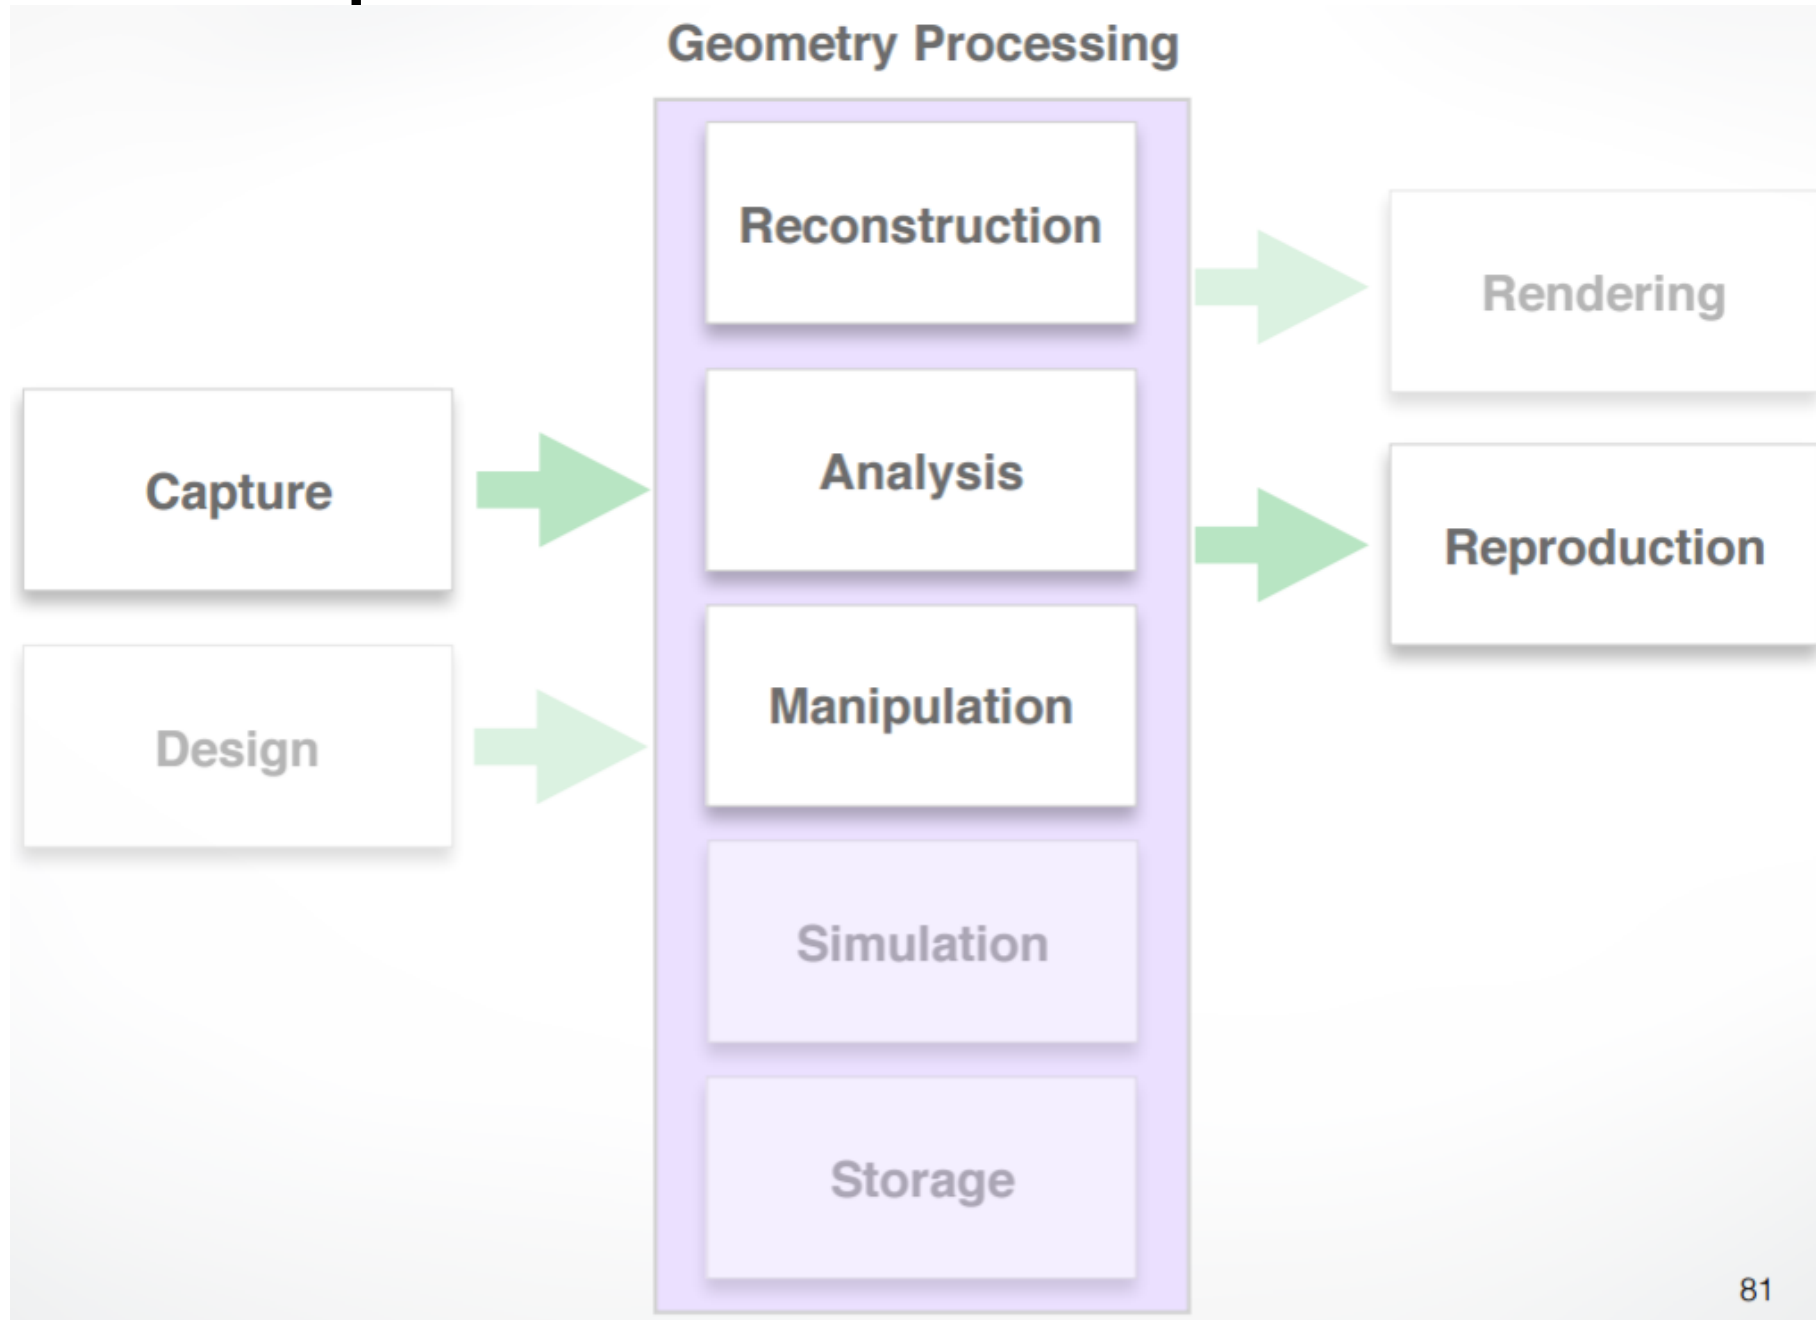 Geometry Processing
Reconstruction
Rendering
Analysis
Capture
Reproduction
Manipulation
Design
Simulation
Storage
81